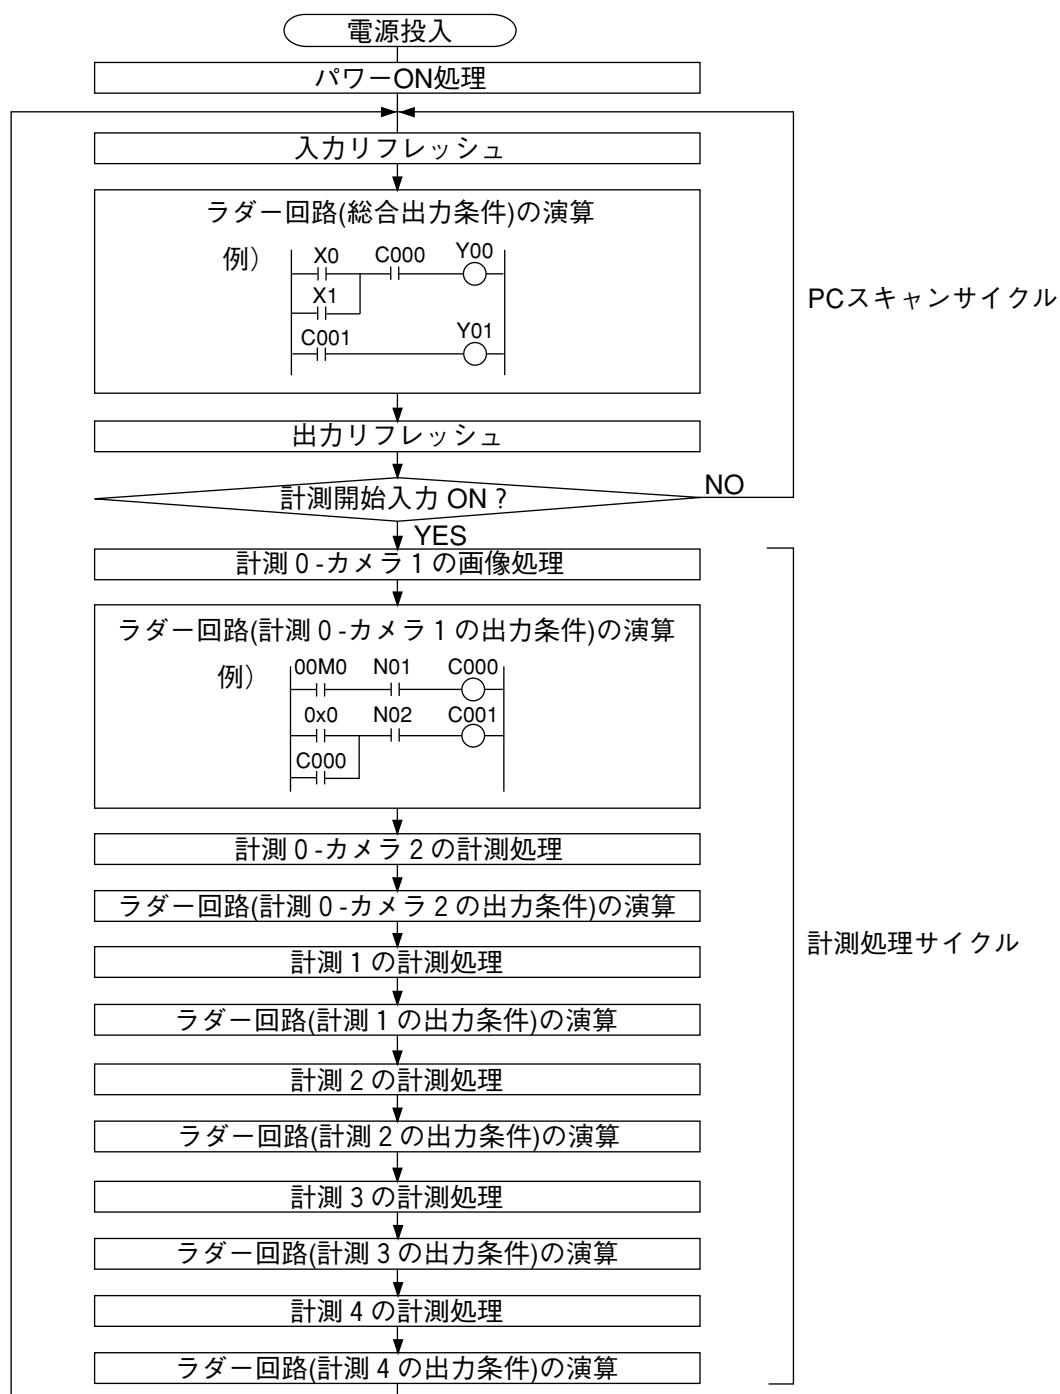 電源投入
パワーON処理
入力リフレッシュ
ラダー回路(総合出力条件)の演算
例）
X0 C000 Y00
X1
C001 Y01
PCスキャンサイクル
出力リフレッシュ
計測開始入力 ON ?
NO
YES
計測 0 -カメラ 1 の画像処理
ラダー回路(計測 0 -カメラ 1 の出力条件)の演算
例）
00M0 N01 C000
0x0 N02 C001
C000
計測 0 -カメラ 2 の計測処理
ラダー回路(計測 0 -カメラ 2 の出力条件)の演算
計測処理サイクル
計測 1 の計測処理
ラダー回路(計測 1 の出力条件)の演算
計測 2 の計測処理
ラダー回路(計測 2 の出力条件)の演算
計測 3 の計測処理
ラダー回路(計測 3 の出力条件)の演算
計測 4 の計測処理
ラダー回路(計測 4 の出力条件)の演算